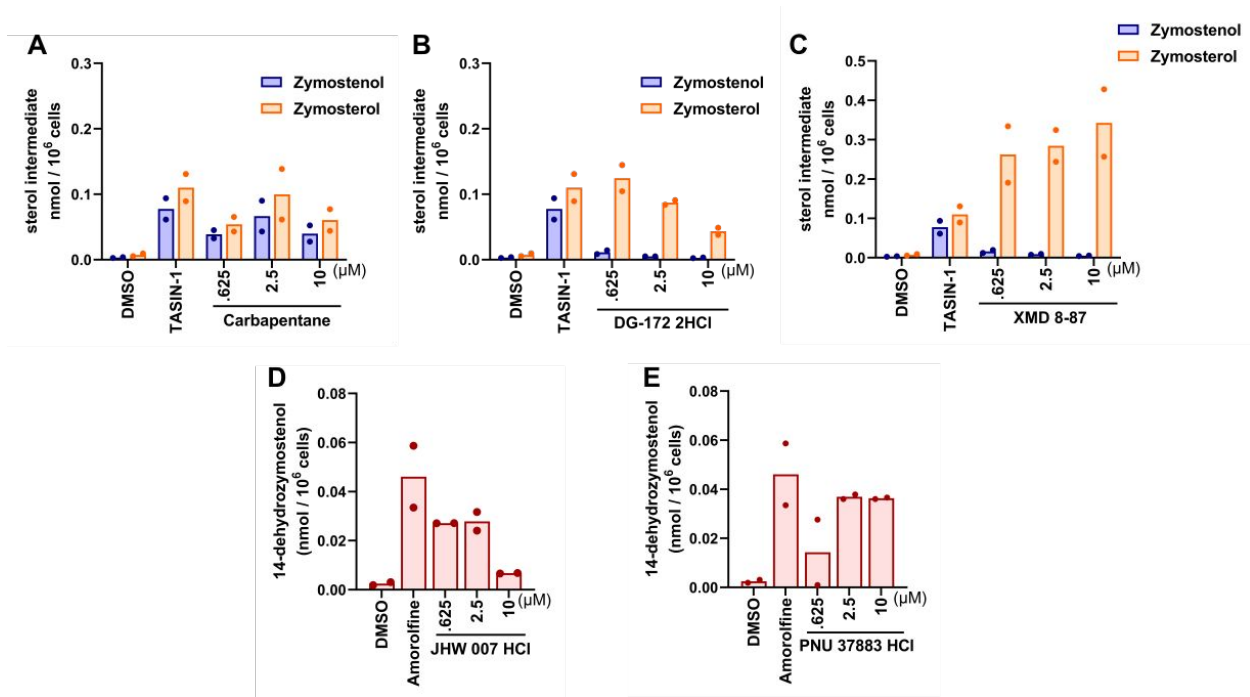 A
sterol intermediate
nmol / 10⁶ cells
0.3
0.2
0.1
0.0
Zymostenol
Zymosterol
DMSO
TASIN-1
.625
2.5
10
(μM)
Carbapentane
B
sterol intermediate
nmol / 10⁶ cells
0.3
0.2
0.1
0.0
Zymostenol
Zymosterol
DMSO
TASIN-1
.625
2.5
10
(μM)
DG-172 2HCl
C
sterol intermediate
nmol / 10⁶ cells
0.5
0.4
0.3
0.2
0.1
0.0
Zymostenol
Zymosterol
DMSO
TASIN-1
.625
2.5
10
(μM)
XMD 8-87
D
14-dehydrozymostenol
(nmol / 10⁶ cells)
0.08
0.06
0.04
0.02
0.00
DMSO
Amorolfine
.625
2.5
10
(μM)
JHW 007 HCl
E
14-dehydrozymostenol
(nmol / 10⁶ cells)
0.08
0.06
0.04
0.02
0.00
DMSO
Amorolfine
.625
2.5
10
(μM)
PNU 37883 HCl